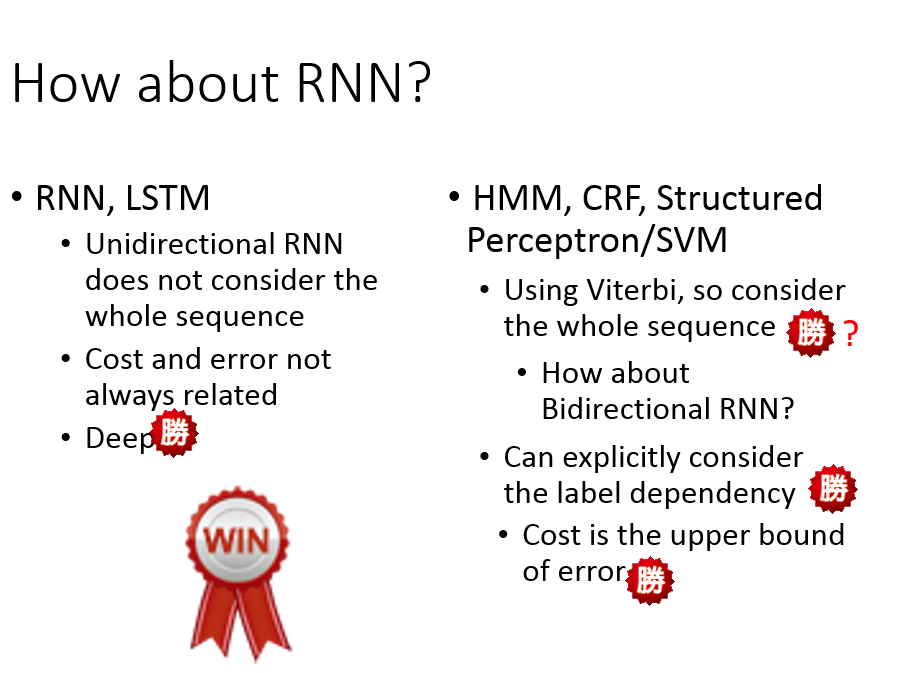 How about RNN?
• RNN, LSTM
• Unidirectional RNN
does not consider the
whole sequence
• Cost and error not
always related
• Deep 勝
WIN
• HMM, CRF, Structured
Perceptron/SVM
• Using Viterbi, so consider
the whole sequence 勝 ?
• How about
Bidirectional RNN?
• Can explicitly consider
the label dependency 勝
• Cost is the upper bound
of error 勝